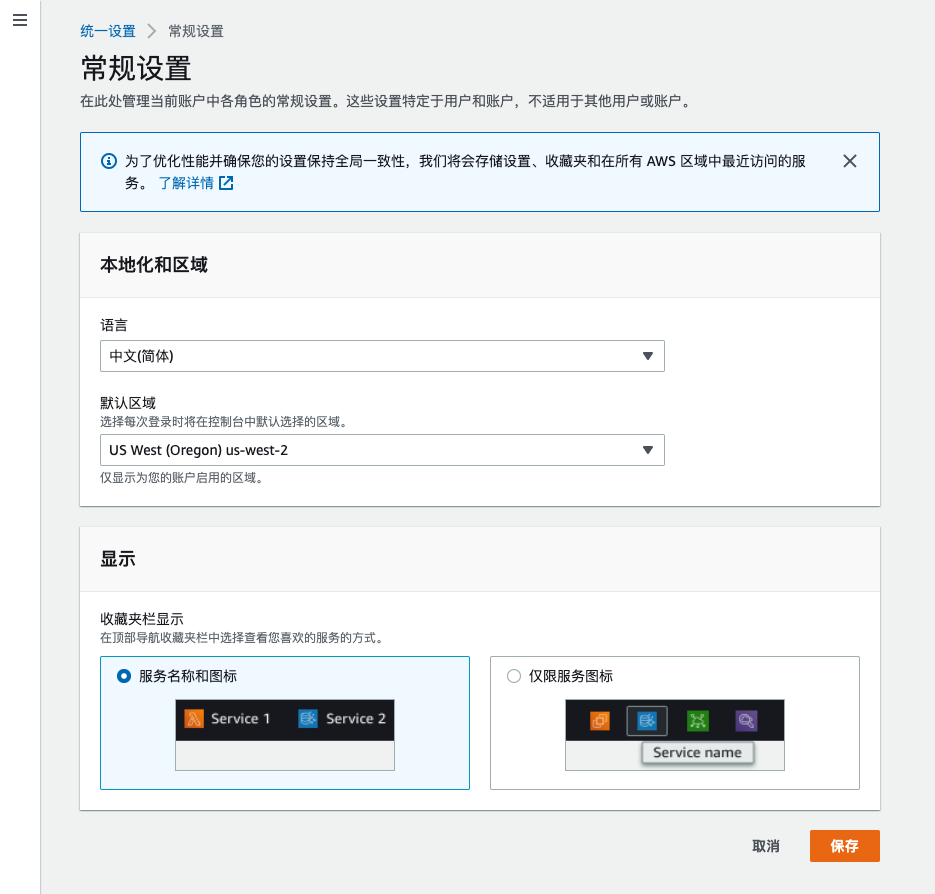 统一设置 常规设置
常规设置
在此处管理当前账户中各角色的常规设置。这些设置特定于用户和账户，不适用于其他用户或账户。
为了优化性能并确保您的设置保持全局一致性，我们将会存储设置、收藏夹和在所有 AWS 区域中最近访问的服
务。 了解详情
本地化和区域
语言
中文(简体)
默认区域
选择每次登录时将在控制台中默认选择的区域。
US West (Oregon) us-west-2
仅显示为您的账户启用的区域。
显示
收藏夹栏显示
在顶部导航收藏夹栏中选择查看您喜欢的服务的方式。
服务名称和图标
Service 1 Service 2
仅限服务图标
Service name
取消 保存